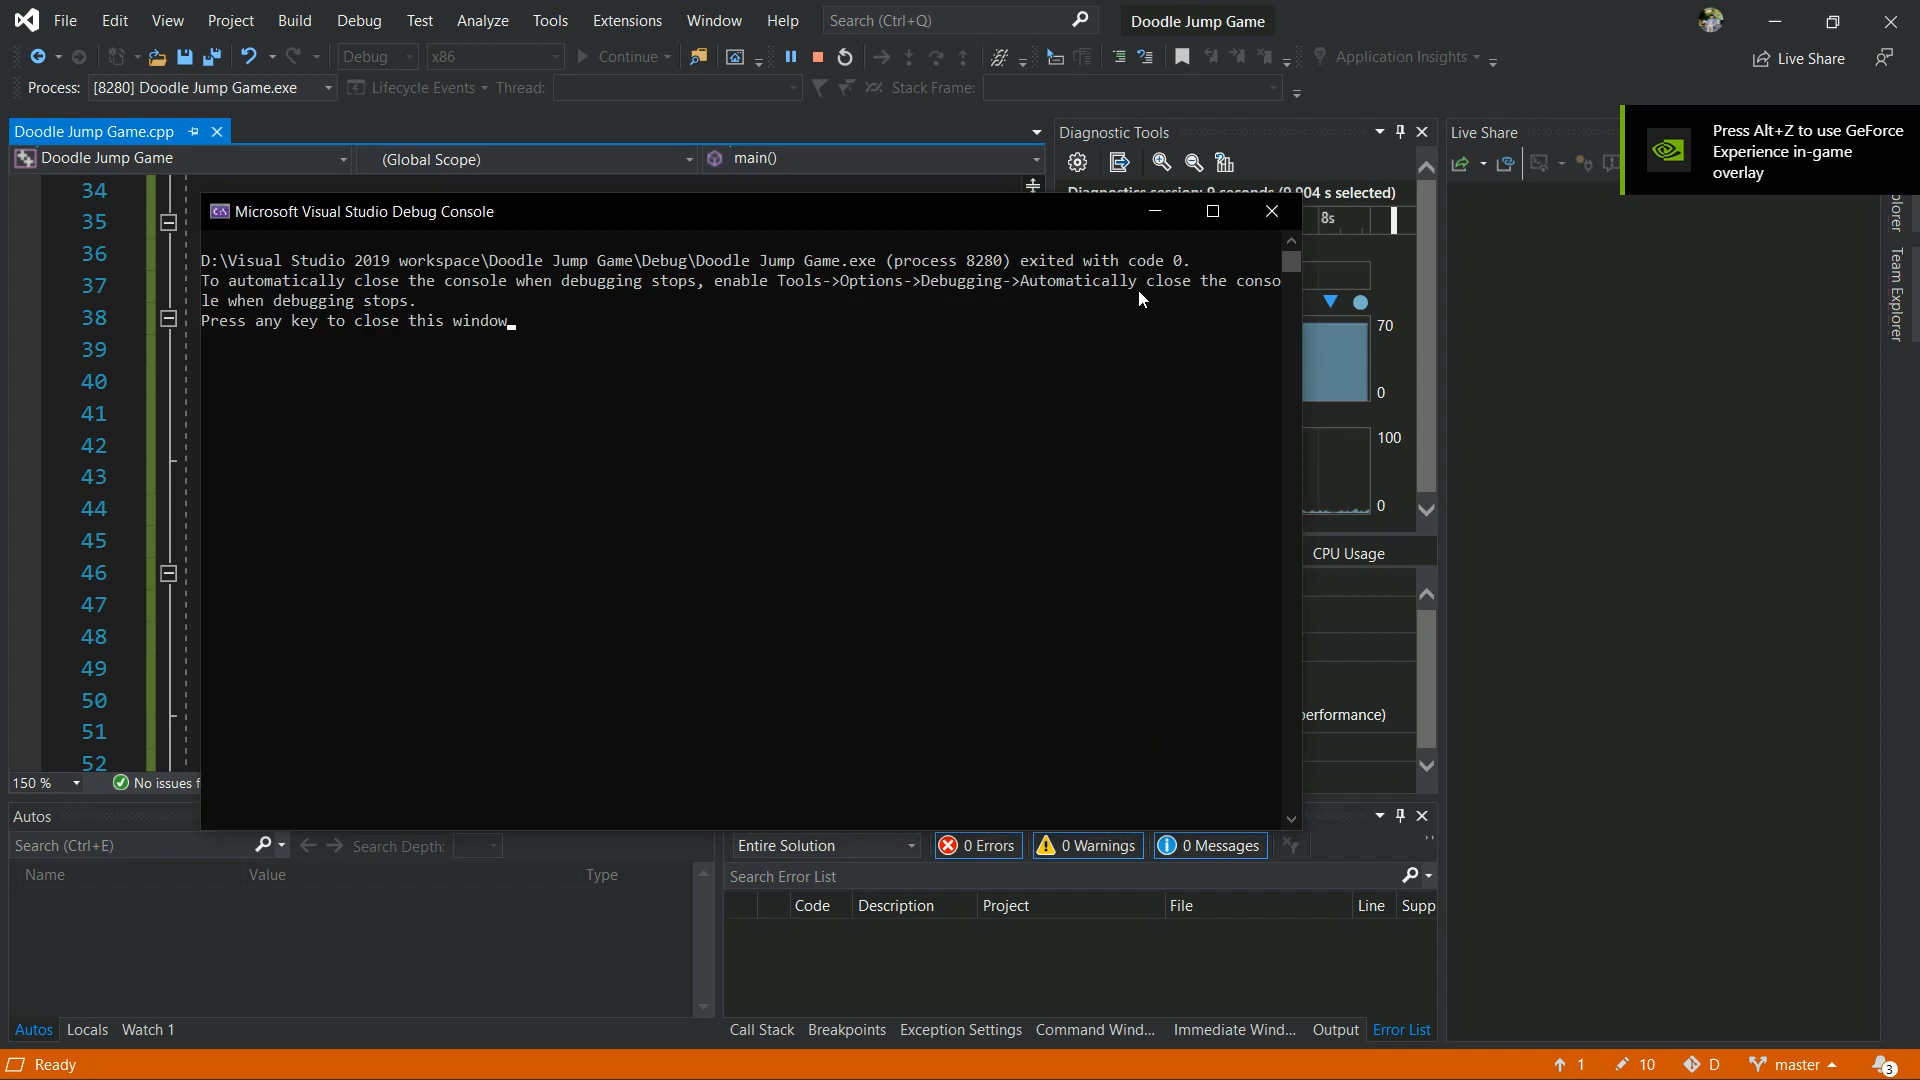 File Edit View Project Build Debug Test Analyze Tools Extensions Window Help Search (Ctrl+Q) Doodle Jump Game
Debug x86 Continue Application Insights Live Share
Process: [8280] Doodle Jump Game.exe Lifecycle Events Thread: Stack Frame:
Doodle Jump Game.cpp
Doodle Jump Game (Global Scope) main()
Diagnostic Tools
Diagnostics session: 9 seconds (9.904 s selected)
8s
70
0
100
0
CPU Usage
erformance)
Live Share
Press Alt+Z to use GeForce
Experience in-game
overlay
plorer
Team Explorer
34
35
36
37
38
39
40
41
42
43
44
45
46
47
48
49
50
51
52
Microsoft Visual Studio Debug Console
D:\Visual Studio 2019 workspace\Doodle Jump Game\Debug\Doodle Jump Game.exe (process 8280) exited with code 0.
To automatically close the console when debugging stops, enable Tools->Options->Debugging->Automatically close the conso
le when debugging stops.
Press any key to close this window
150 % No issues f
Autos
Search (Ctrl+E) Search Depth:
Name Value Type
Autos Locals Watch 1
Entire Solution 0 Errors 0 Warnings 0 Messages
Search Error List
Code Description Project File Line Supp
Call Stack Breakpoints Exception Settings Command Wind... Immediate Wind... Output Error List
Ready 1 10 D master 3